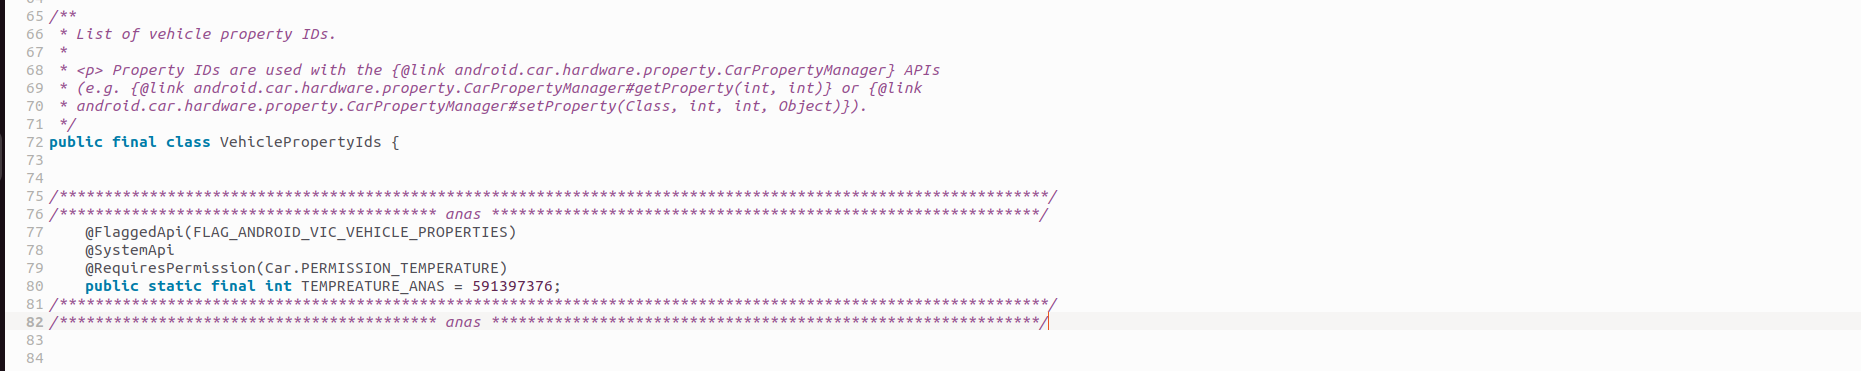 65 /**
66  * List of vehicle property IDs.
67  *
68  * <p> Property IDs are used with the {@link android.car.hardware.property.CarPropertyManager} APIs
69  * (e.g. {@link android.car.hardware.property.CarPropertyManager#getProperty(int, int)} or {@link
70  * android.car.hardware.property.CarPropertyManager#setProperty(Class, int, int, Object)}).
71  */
72 public final class VehiclePropertyIds {
73
74
75 /**************************************************************************************************************/
76 /****************************************** anas *************************************************************/
77     @FlaggedApi(FLAG_ANDROID_VIC_VEHICLE_PROPERTIES)
78     @SystemApi
79     @RequiresPermission(Car.PERMISSION_TEMPERATURE)
80     public static final int TEMPREATURE_ANAS = 591397376;
81 /**************************************************************************************************************/
82 /****************************************** anas *************************************************************/
83
84